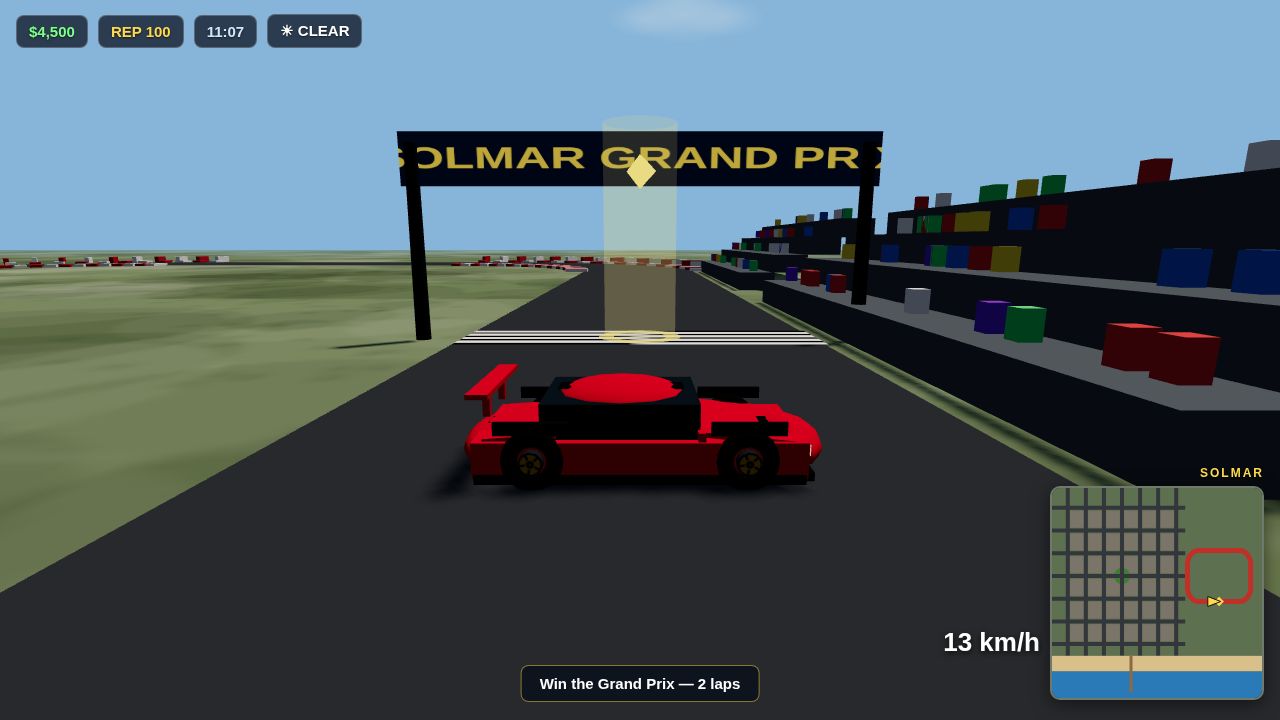 $4,500
REP 100
11:07
☀ CLEAR
SOLMAR GRAND PRIX
SOLMAR
13 km/h
Win the Grand Prix — 2 laps